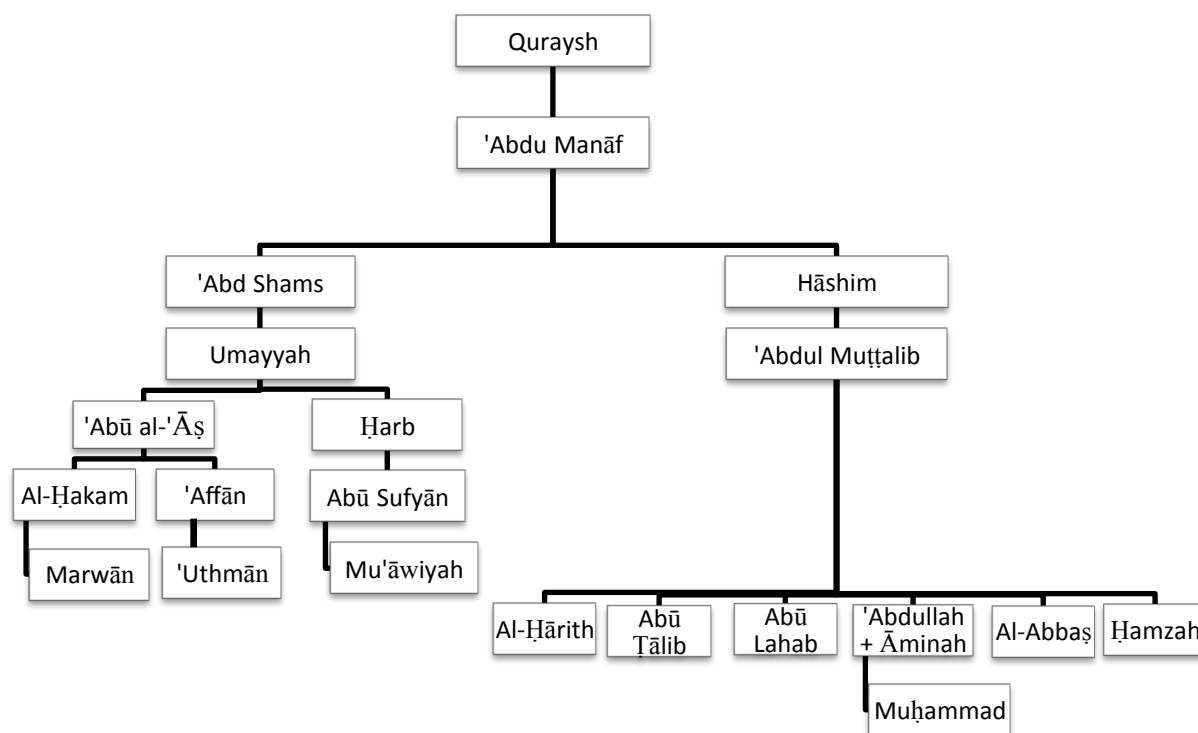 Quraysh
'Abdu Manāf
'Abd Shams
Hāshim
Umayyah
'Abdul Muṭṭalib
'Abū al-'Āṣ
Ḥarb
Al-Ḥakam
'Affān
Abū Sufyān
Marwān
'Uthmān
Mu'āwiyah
Al-Ḥārith
Abū
Ṭālib
Abū
Lahab
'Abdullah
+ Āminah
Al-Abbaṣ
Ḥamzah
Muḥammad